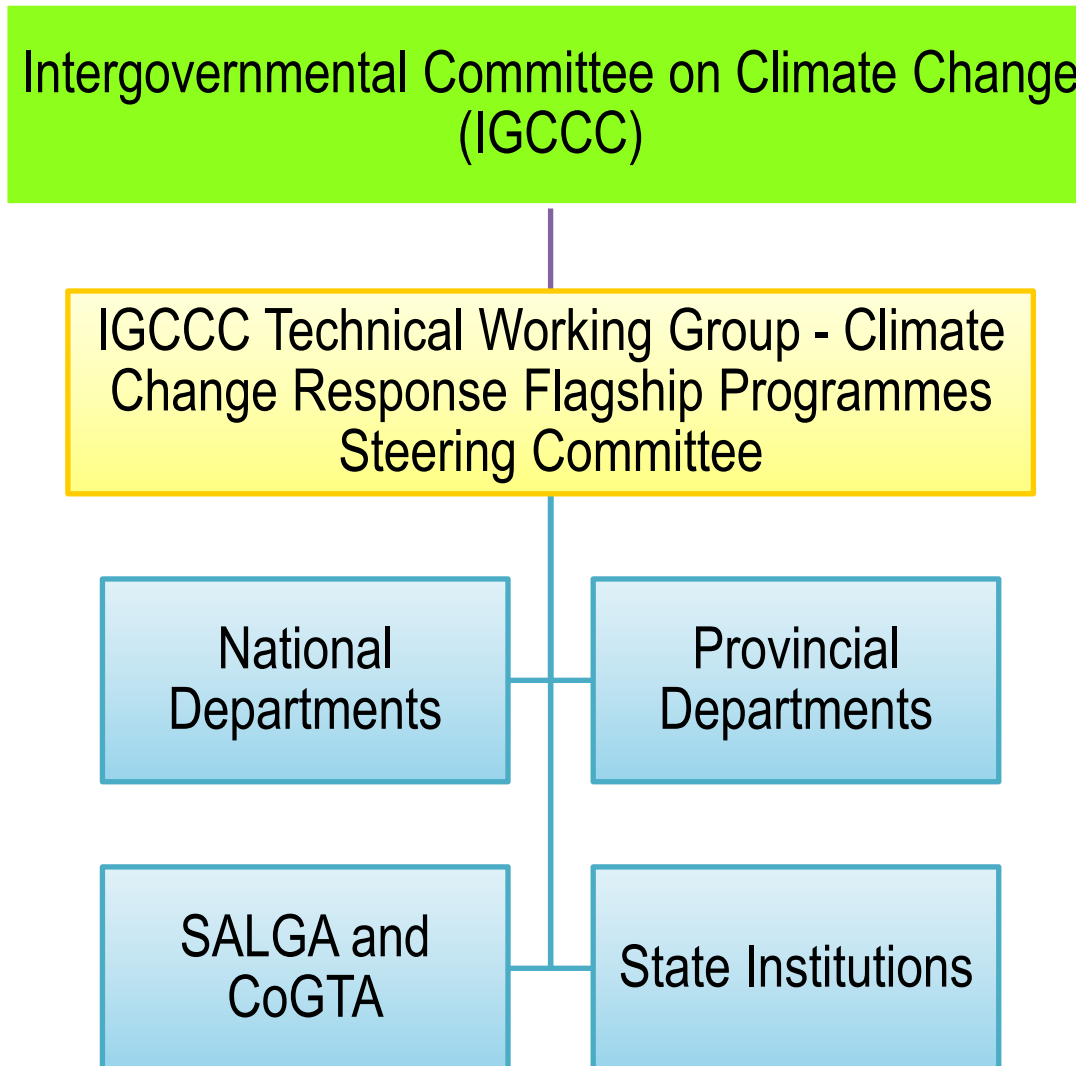 Intergovernmental Committee on Climate Change
(IGCCC)
IGCCC Technical Working Group - Climate
Change Response Flagship Programmes
Steering Committee
National
Departments
Provincial
Departments
SALGA and
CoGTA
State Institutions